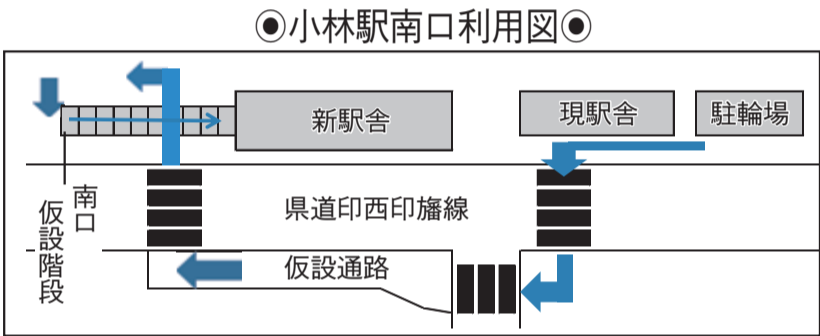 ◉小林駅南口利用図◉
新駅舎
現駅舎
駐輪場
南口
仮設階段
県道印西印旛線
仮設通路